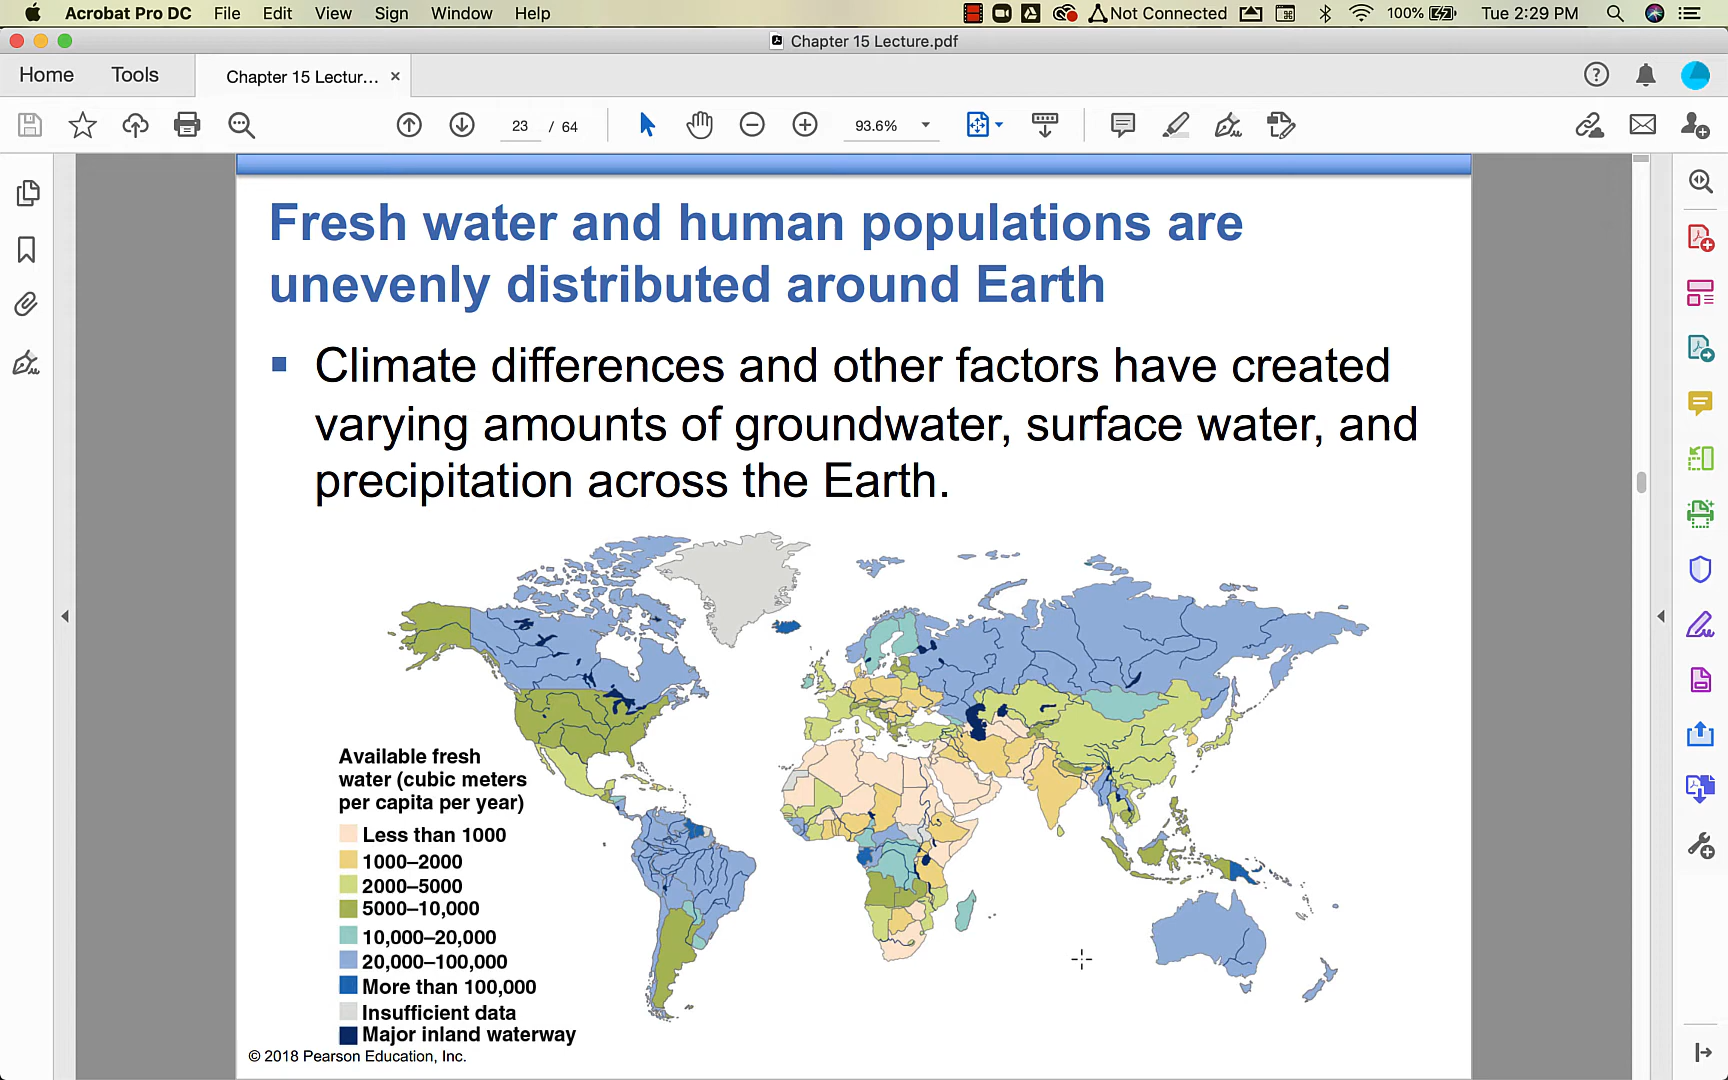 Acrobat Pro DC File Edit View Sign Window Help Not Connected 100% Tue 2:29 PM
Chapter 15 Lecture.pdf
Home Tools Chapter 15 Lectur... ×
23 / 64 93.6%
Fresh water and human populations are
unevenly distributed around Earth
Climate differences and other factors have created
varying amounts of groundwater, surface water, and
precipitation across the Earth.
Available fresh
water (cubic meters
per capita per year)
Less than 1000
1000–2000
2000–5000
5000–10,000
10,000–20,000
20,000–100,000
More than 100,000
Insufficient data
Major inland waterway
© 2018 Pearson Education, Inc.